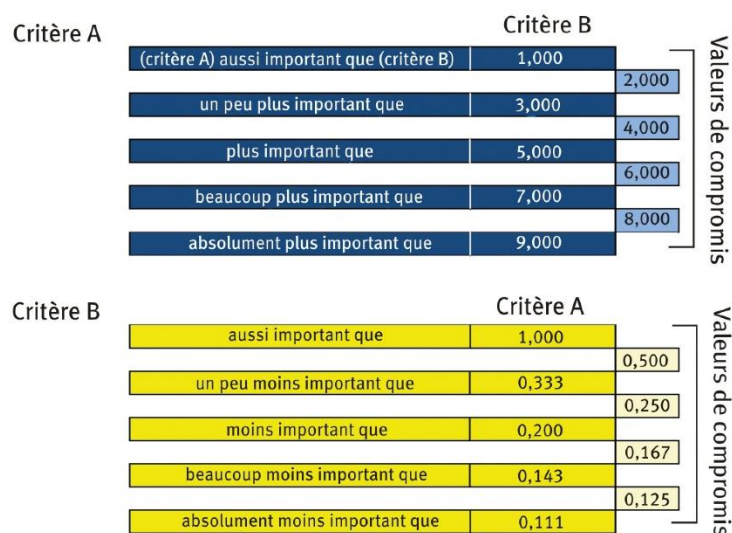 Critère A
Critère B
(critère A) aussi important que (critère B) 1,000
2,000
un peu plus important que 3,000
4,000
plus important que 5,000
6,000
beaucoup plus important que 7,000
8,000
absolument plus important que 9,000
Valeurs de compromis
Critère B
Critère A
aussi important que 1,000
0,500
un peu moins important que 0,333
0,250
moins important que 0,200
0,167
beaucoup moins important que 0,143
0,125
absolument moins important que 0,111
Valeurs de compromis